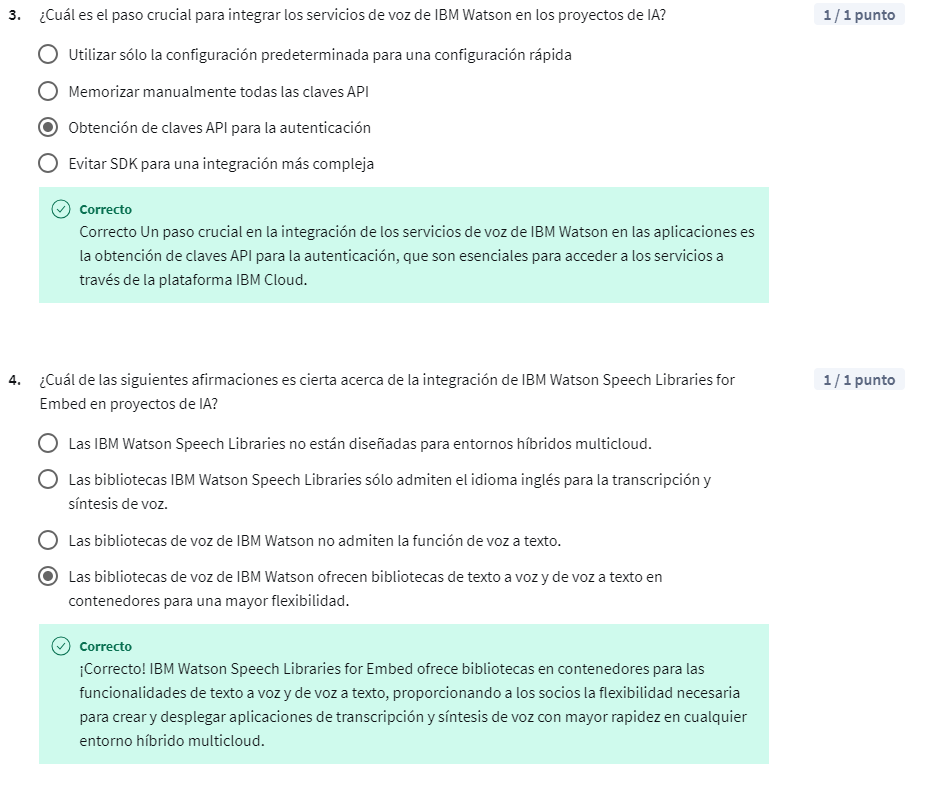 3. ¿Cuál es el paso crucial para integrar los servicios de voz de IBM Watson en los proyectos de IA? 1 / 1 punto
Utilizar sólo la configuración predeterminada para una configuración rápida
Memorizar manualmente todas las claves API
Obtención de claves API para la autenticación
Evitar SDK para una integración más compleja
Correcto
Correcto Un paso crucial en la integración de los servicios de voz de IBM Watson en las aplicaciones es
la obtención de claves API para la autenticación, que son esenciales para acceder a los servicios a
través de la plataforma IBM Cloud.
4. ¿Cuál de las siguientes afirmaciones es cierta acerca de la integración de IBM Watson Speech Libraries for 1 / 1 punto
Embed en proyectos de IA?
Las IBM Watson Speech Libraries no están diseñadas para entornos híbridos multicloud.
Las bibliotecas IBM Watson Speech Libraries sólo admiten el idioma inglés para la transcripción y
síntesis de voz.
Las bibliotecas de voz de IBM Watson no admiten la función de voz a texto.
Las bibliotecas de voz de IBM Watson ofrecen bibliotecas de texto a voz y de voz a texto en
contenedores para una mayor flexibilidad.
Correcto
¡Correcto! IBM Watson Speech Libraries for Embed ofrece bibliotecas en contenedores para las
funcionalidades de texto a voz y de voz a texto, proporcionando a los socios la flexibilidad necesaria
para crear y desplegar aplicaciones de transcripción y síntesis de voz con mayor rapidez en cualquier
entorno híbrido multicloud.